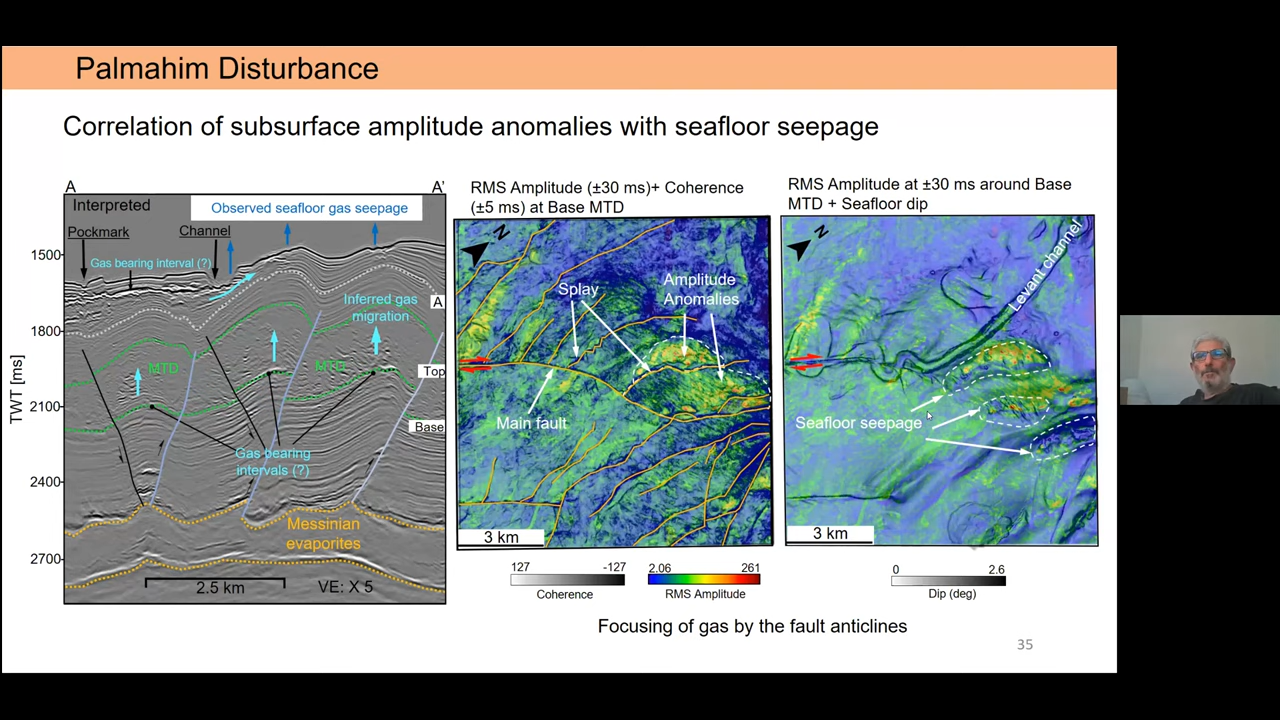 Palmahim Disturbance
Correlation of subsurface amplitude anomalies with seafloor seepage
A
A'
Interpreted
Observed seafloor gas seepage
Pockmark
Channel
Gas bearing interval (?)
Inferred gas
migration
A
MTD
MTD
Top
Base
Gas bearing
intervals (?)
Messinian
evaporites
2.5 km
VE: X 5
TWT [ms]
1500
1800
2100
2400
2700
RMS Amplitude (±30 ms)+ Coherence
(±5 ms) at Base MTD
N
Splay
Amplitude
Anomalies
Main fault
3 km
127
-127
Coherence
2.06
261
RMS Amplitude
RMS Amplitude at ±30 ms around Base
MTD + Seafloor dip
N
Levant channel
Seafloor seepage
3 km
0
2.6
Dip (deg)
Focusing of gas by the fault anticlines
35